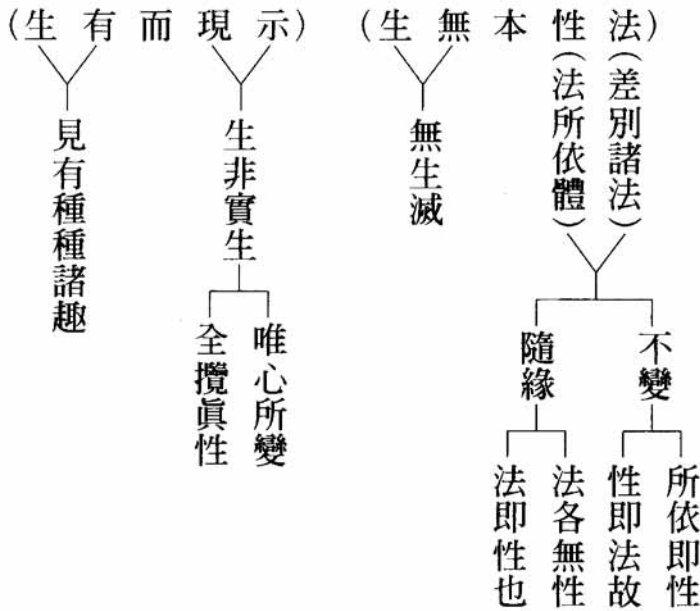 (法性本無生)
(差別諸法)
(法所依體)
不變
所依即性
性即法故
隨緣
法各無性
法即性也
無生滅
(示現而有生)
生非實生
唯心所變
全攬眞性
見有種種諸趣